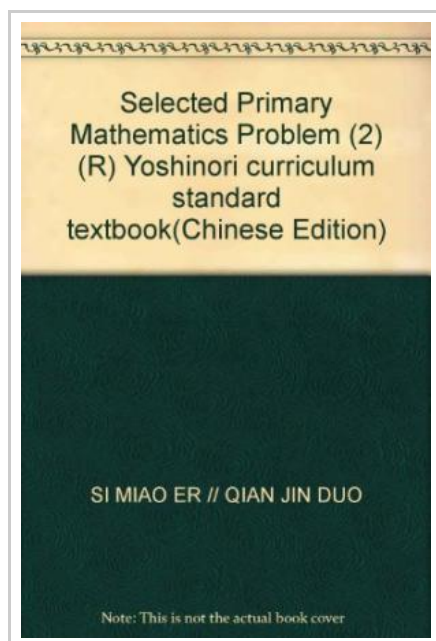 Selected Primary
Mathematics Problem (2)
(R) Yoshinori curriculum
standard
textbook(Chinese Edition)
SI MIAO ER // QIAN JIN DUO
Note: This is not the actual book cover